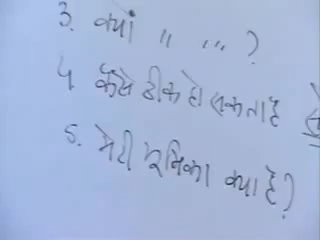 3. क्यों " " " ?
4. कैसे ठीक हो सकता है
5. मेरी भूमिका क्या है?